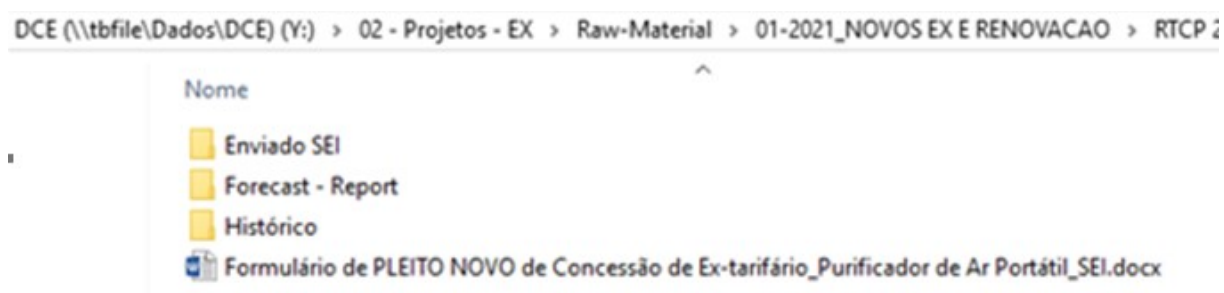 DCE (\\tbfile\Dados\DCE) (Y:) > 02 - Projetos - EX > Raw-Material > 01-2021_NOVOS EX E RENOVACAO > RTCP 2
Nome
Enviado SEI
Forecast - Report
Histórico
Formulário de PLEITO NOVO de Concessão de Ex-tarifário_Purificador de Ar Portátil_SEI.docx